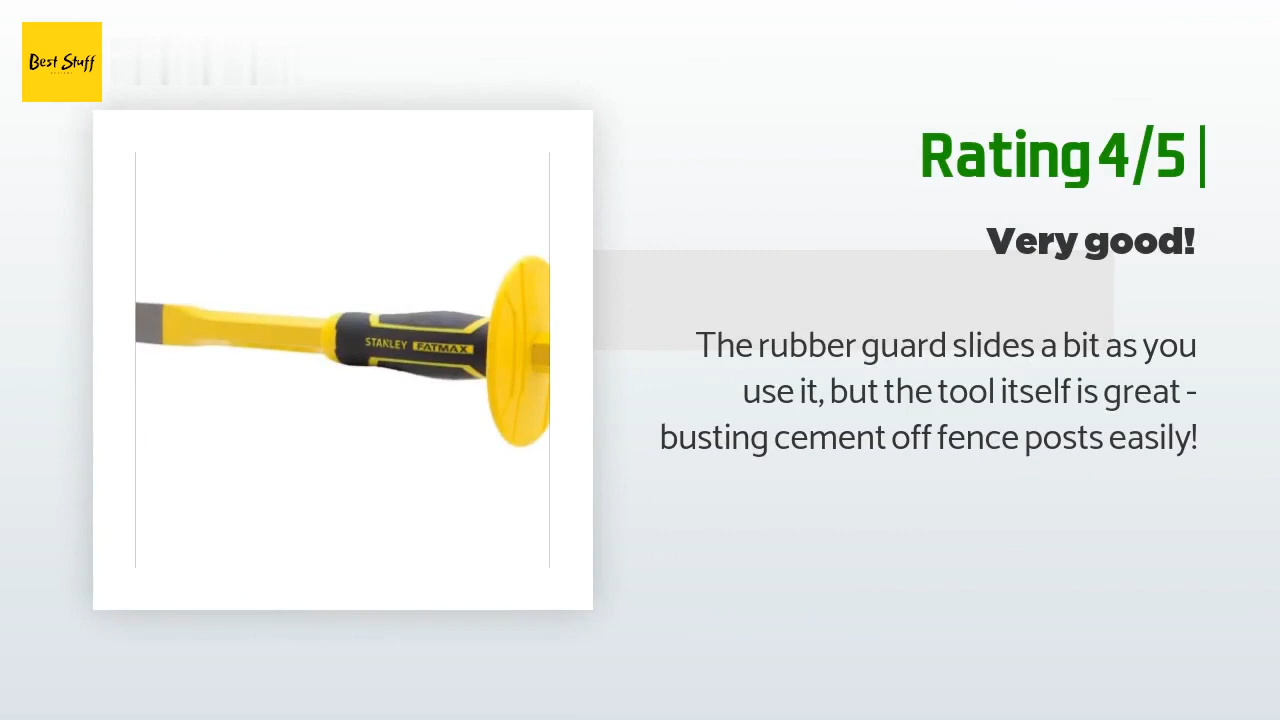 Best Stuff
Rating 4/5 |
Very good!
The rubber guard slides a bit as you
use it, but the tool itself is great -
busting cement off fence posts easily!
STANLEY FATMAX